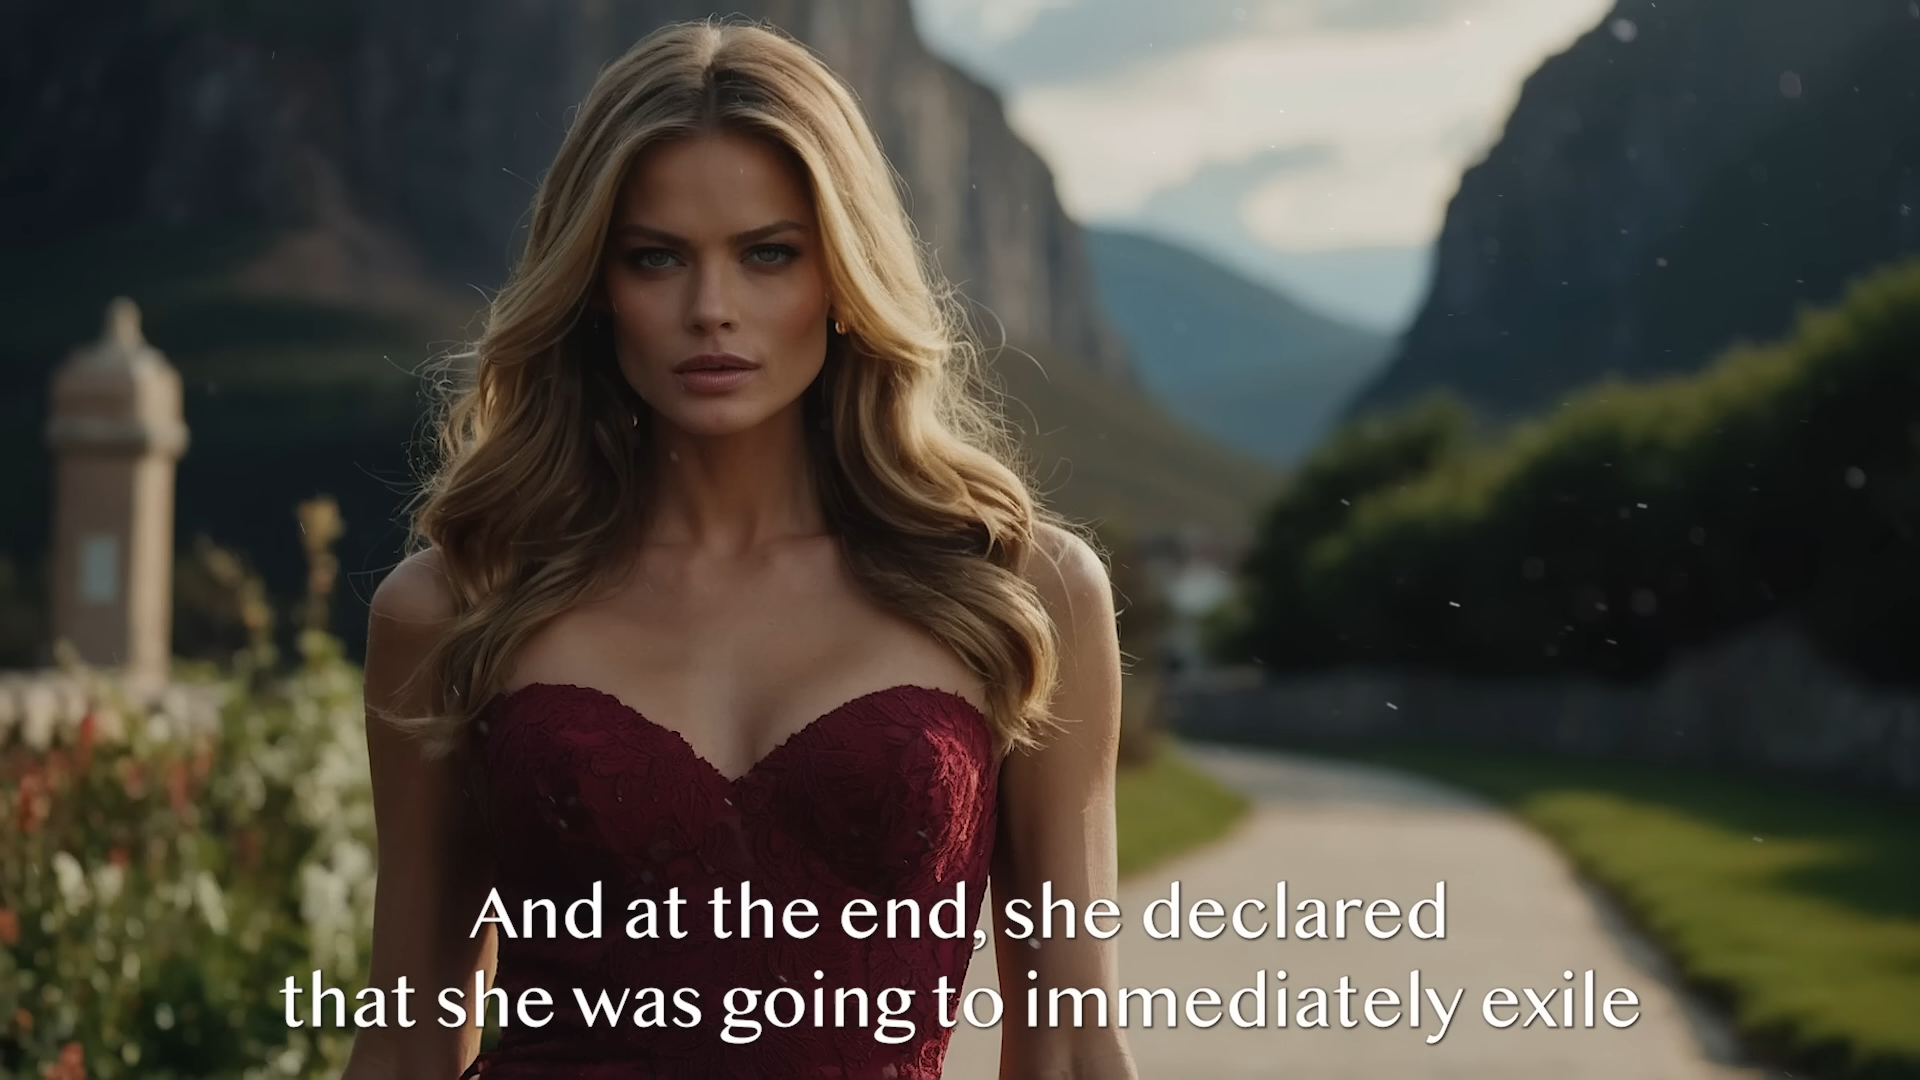 And at the end, she declared
that she was going to immediately exile